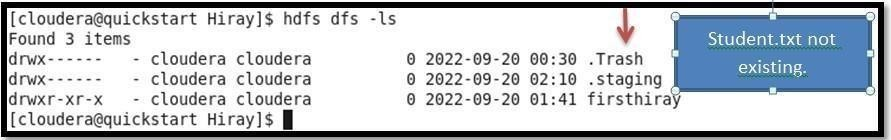 [cloudera@quickstart Hiray]$ hdfs dfs -ls
Found 3 items
drwx------   - cloudera cloudera          0 2022-09-20 00:30 .Trash
drwx------   - cloudera cloudera          0 2022-09-20 02:10 .staging
drwxr-xr-x   - cloudera cloudera          0 2022-09-20 01:41 firsthiray
[cloudera@quickstart Hiray]$
Student.txt not
existing.